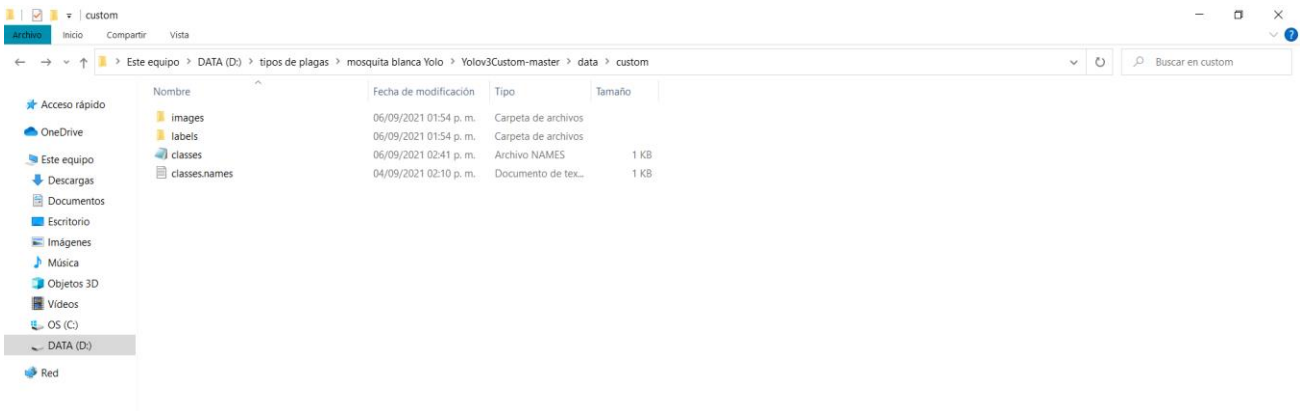 custom
Archivo Inicio Compartir Vista
Este equipo > DATA (D:) > tipos de plagas > mosquita blanca Yolo > Yolov3Custom-master > data > custom
Buscar en custom
Acceso rápido
OneDrive
Este equipo
Descargas
Documentos
Escritorio
Imágenes
Música
Objetos 3D
Vídeos
OS (C:)
DATA (D:)
Red
Nombre Fecha de modificación Tipo Tamaño
images 06/09/2021 01:54 p. m. Carpeta de archivos
labels 06/09/2021 01:54 p. m. Carpeta de archivos
classes 06/09/2021 02:41 p. m. Archivo NAMES 1 KB
classes.names 04/09/2021 02:10 p. m. Documento de tex... 1 KB